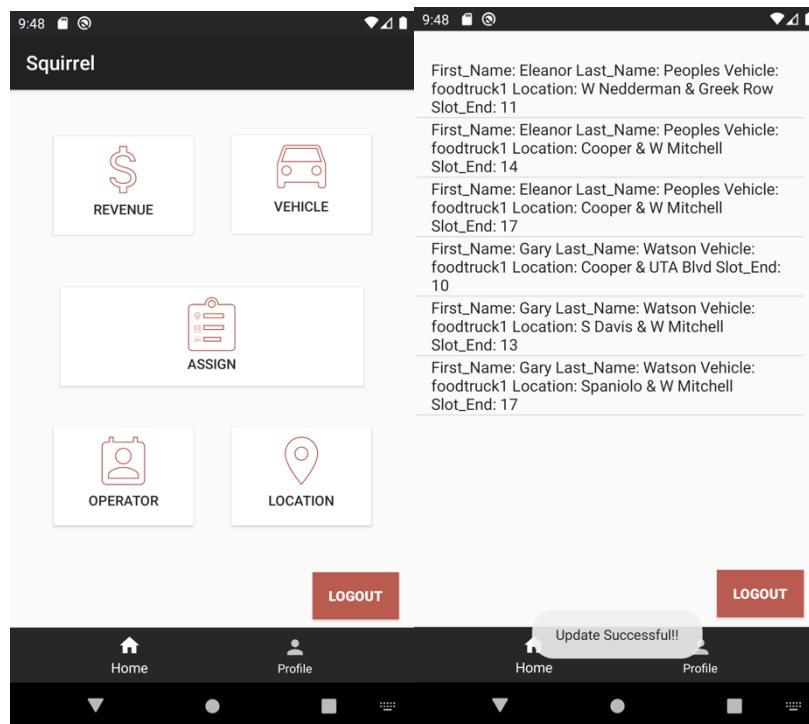 9:48
Squirrel
REVENUE
VEHICLE
ASSIGN
OPERATOR
LOCATION
LOGOUT
Home
Profile
9:48
First_Name: Eleanor Last_Name: Peoples Vehicle:
foodtruck1 Location: W Nedderman & Greek Row
Slot_End: 11
First_Name: Eleanor Last_Name: Peoples Vehicle:
foodtruck1 Location: Cooper & W Mitchell
Slot_End: 14
First_Name: Eleanor Last_Name: Peoples Vehicle:
foodtruck1 Location: Cooper & W Mitchell
Slot_End: 17
First_Name: Gary Last_Name: Watson Vehicle:
foodtruck1 Location: Cooper & UTA Blvd Slot_End:
10
First_Name: Gary Last_Name: Watson Vehicle:
foodtruck1 Location: S Davis & W Mitchell
Slot_End: 13
First_Name: Gary Last_Name: Watson Vehicle:
foodtruck1 Location: Spaniolo & W Mitchell
Slot_End: 17
LOGOUT
Update Successful!!
Home
Profile